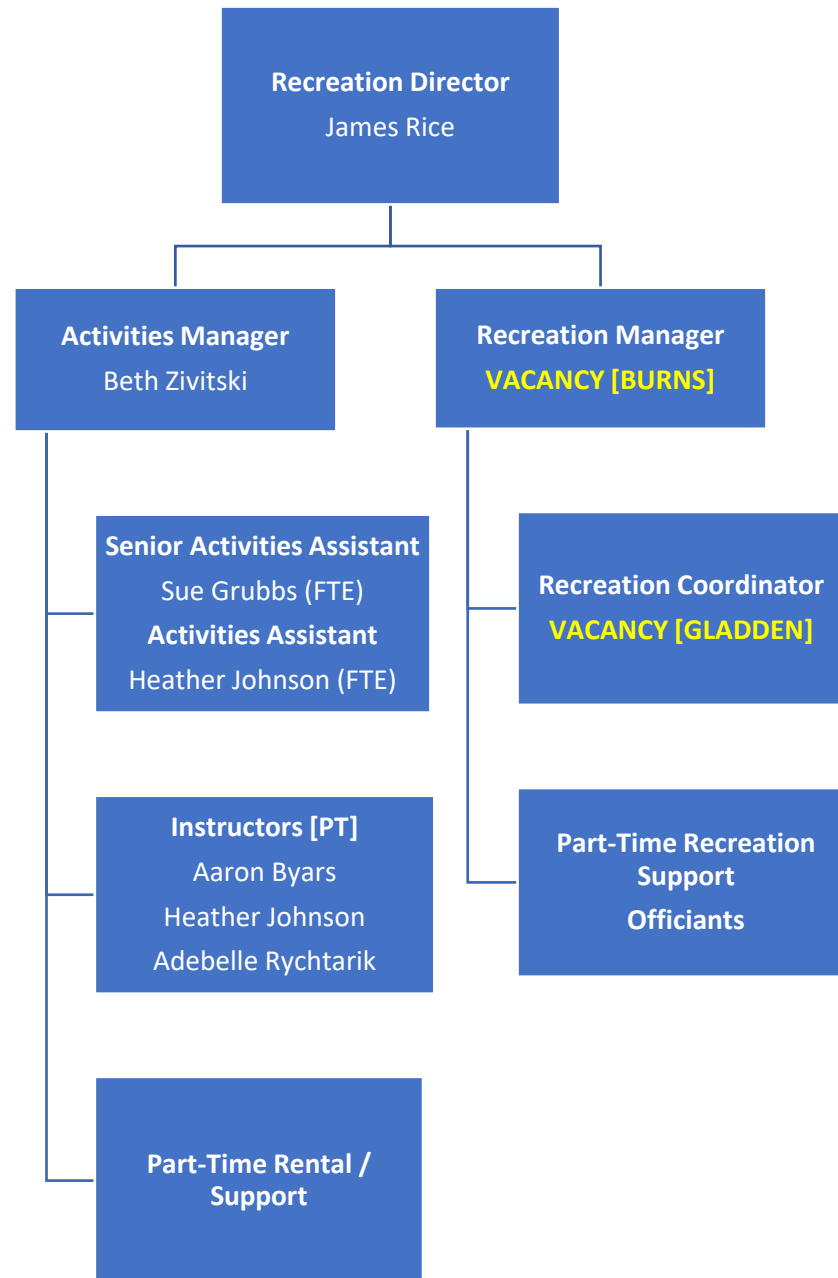 Recreation Director
James Rice
Activities Manager
Beth Zivitski
Recreation Manager
VACANCY [BURNS]
Senior Activities Assistant
Sue Grubbs (FTE)
Activities Assistant
Heather Johnson (FTE)
Recreation Coordinator
VACANCY [GLADDEN]
Instructors [PT]
Aaron Byars
Heather Johnson
Adebelle Rychtarik
Part-Time Recreation
Support
Officiants
Part-Time Rental /
Support